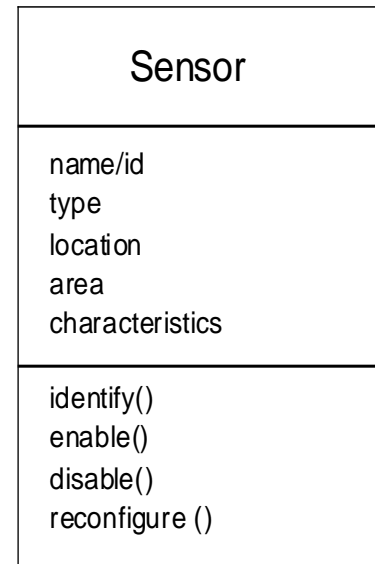 Sensor
name/id
type
location
area
characteristics
identify()
enable()
disable()
reconfigure ()